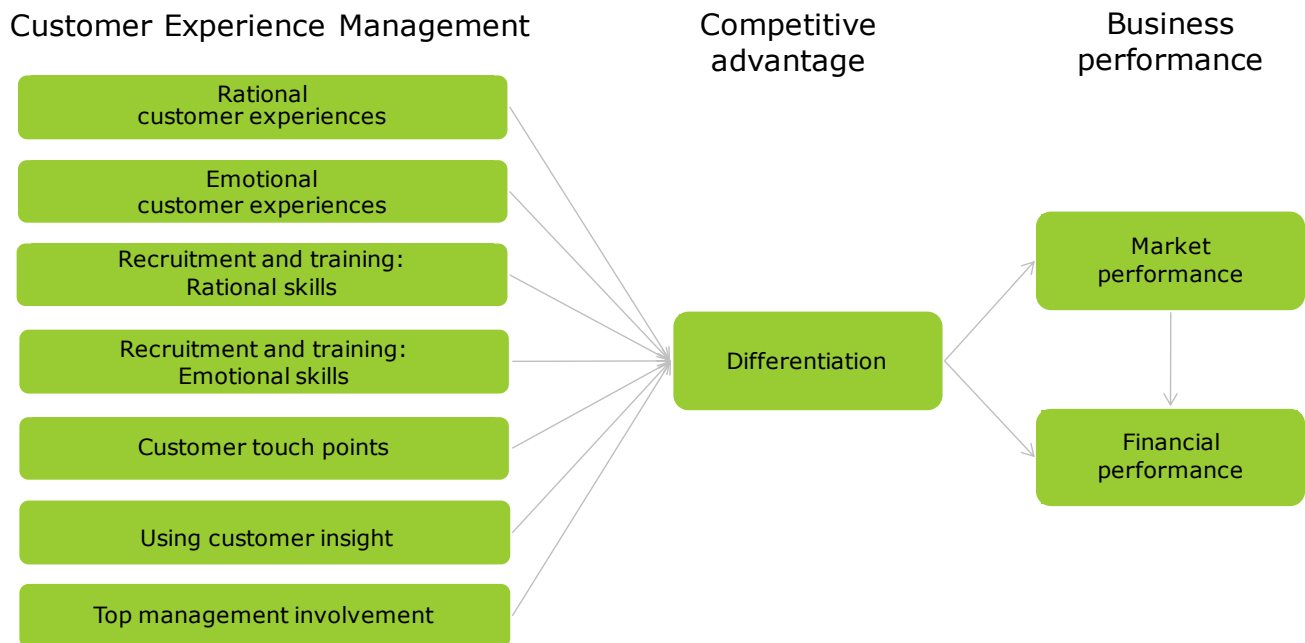 Customer Experience Management
Competitive
advantage
Business
performance
Rational
customer experiences
Emotional
customer experiences
Recruitment and training:
Rational skills
Recruitment and training:
Emotional skills
Customer touch points
Using customer insight
Top management involvement
Differentiation
Market
performance
Financial
performance